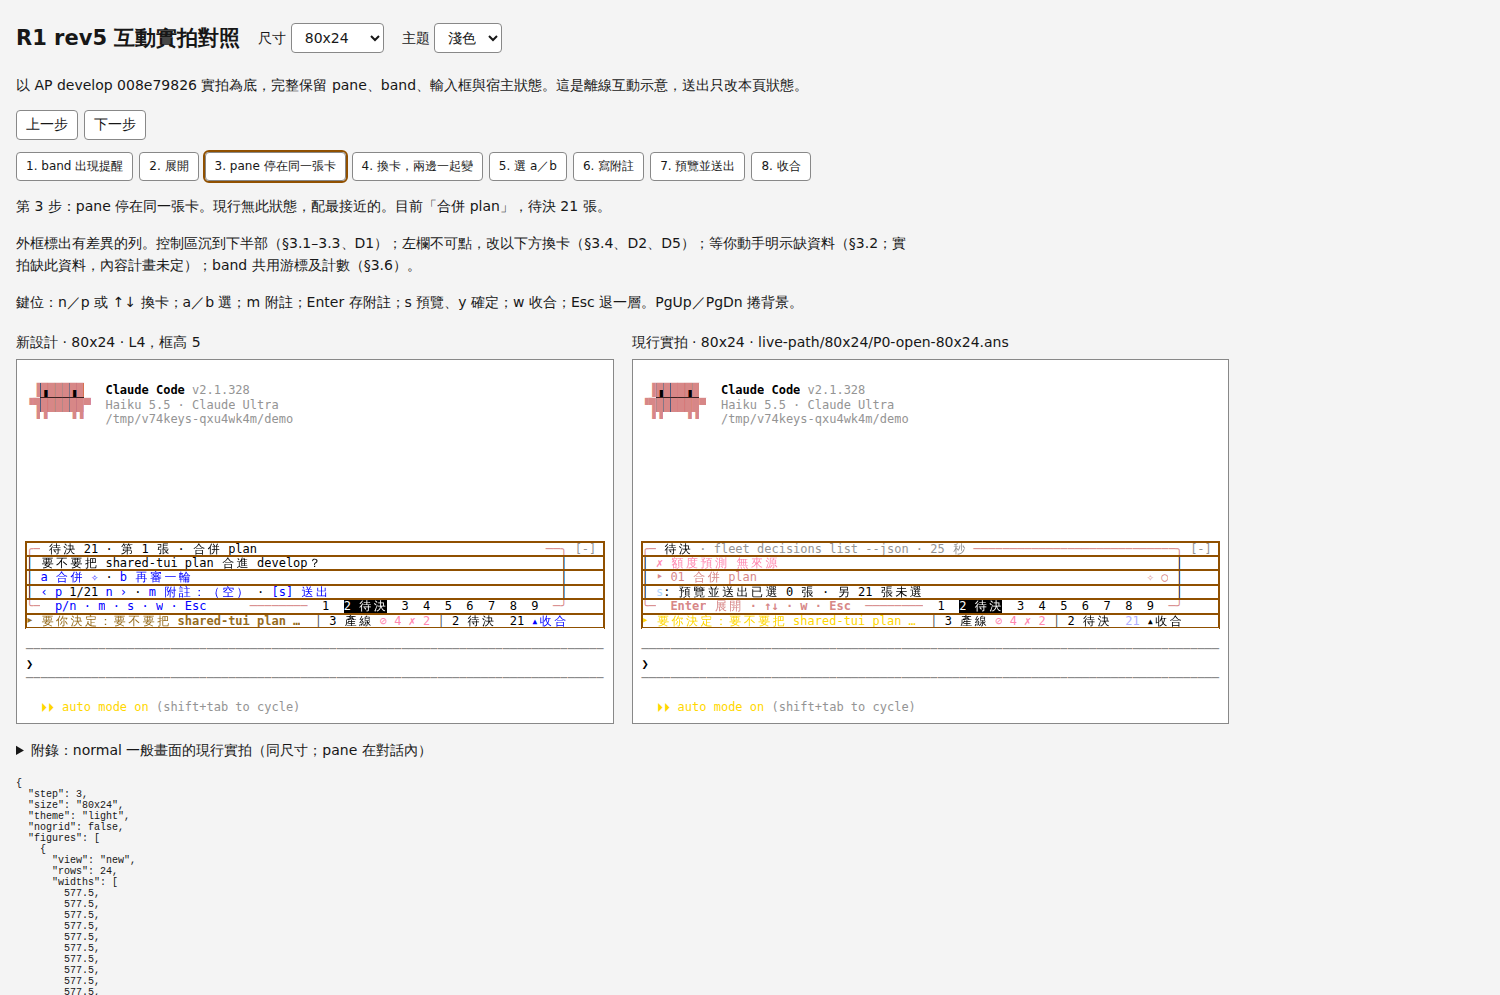 R1 rev5 互動實拍對照 尺寸 80x24 主題 淺色
以 AP develop 008e79826 實拍為底，完整保留 pane、band、輸入框與宿主狀態。這是離線互動示意，送出只改本頁狀態。
上一步 下一步
1. band 出現提醒 2. 展開 3. pane 停在同一張卡 4. 換卡，兩邊一起變 5. 選 a／b 6. 寫附註 7. 預覽並送出 8. 收合
第 3 步：pane 停在同一張卡。現行無此狀態，配最接近的。目前「合併 plan」，待決 21 張。
外框標出有差異的列。控制區沉到下半部（§3.1–3.3、D1）；左欄不可點，改以下方換卡（§3.4、D2、D5）；等你動手明示缺資料（§3.2；實
拍缺此資料，內容計畫未定）；band 共用游標及計數（§3.6）。
鍵位：n／p 或 ↑↓ 換卡；a／b 選；m 附註；Enter 存附註；s 預覽、y 確定；w 收合；Esc 退一層。PgUp／PgDn 捲背景。
新設計 · 80x24 · L4，框高 5
Claude Code v2.1.328
Haiku 5.5 · Claude Ultra
/tmp/v74keys-qxu4wk4m/demo
待決 21 · 第 1 張 · 合併 plan [-]
要不要把 shared-tui plan 合進 develop？
a 合併 ✧ · b 再審一輪
‹ p 1/21 n › · m 附註：（空） · [s] 送出
p/n · m · s · w · Esc 1 2 待決 3 4 5 6 7 8 9
‣ 要你決定：要不要把 shared-tui plan … │ 3 產線 ⊘ 4 ✗ 2 │ 2 待決 21 ▴收合
❯
⏵⏵ auto mode on (shift+tab to cycle)
現行實拍 · 80x24 · live-path/80x24/P0-open-80x24.ans
Claude Code v2.1.328
Haiku 5.5 · Claude Ultra
/tmp/v74keys-qxu4wk4m/demo
待決 · fleet decisions list --json · 25 秒 [-]
✗ 額度預測 無來源
‣ 01 合併 plan ✧ ○
s: 預覽並送出已選 0 張 · 另 21 張未選
Enter 展開 · ↑↓ · w · Esc 1 2 待決 3 4 5 6 7 8 9
‣ 要你決定：要不要把 shared-tui plan … │ 3 產線 ⊘ 4 ✗ 2 │ 2 待決 21 ▴收合
❯
⏵⏵ auto mode on (shift+tab to cycle)
▶ 附錄：normal 一般畫面的現行實拍（同尺寸；pane 在對話內）
{
"step": 3,
"size": "80x24",
"theme": "light",
"nogrid": false,
"figures": [
{
"view": "new",
"rows": 24,
"widths": [
577.5,
577.5,
577.5,
577.5,
577.5,
577.5,
577.5,
577.5,
577.5,
577.5,